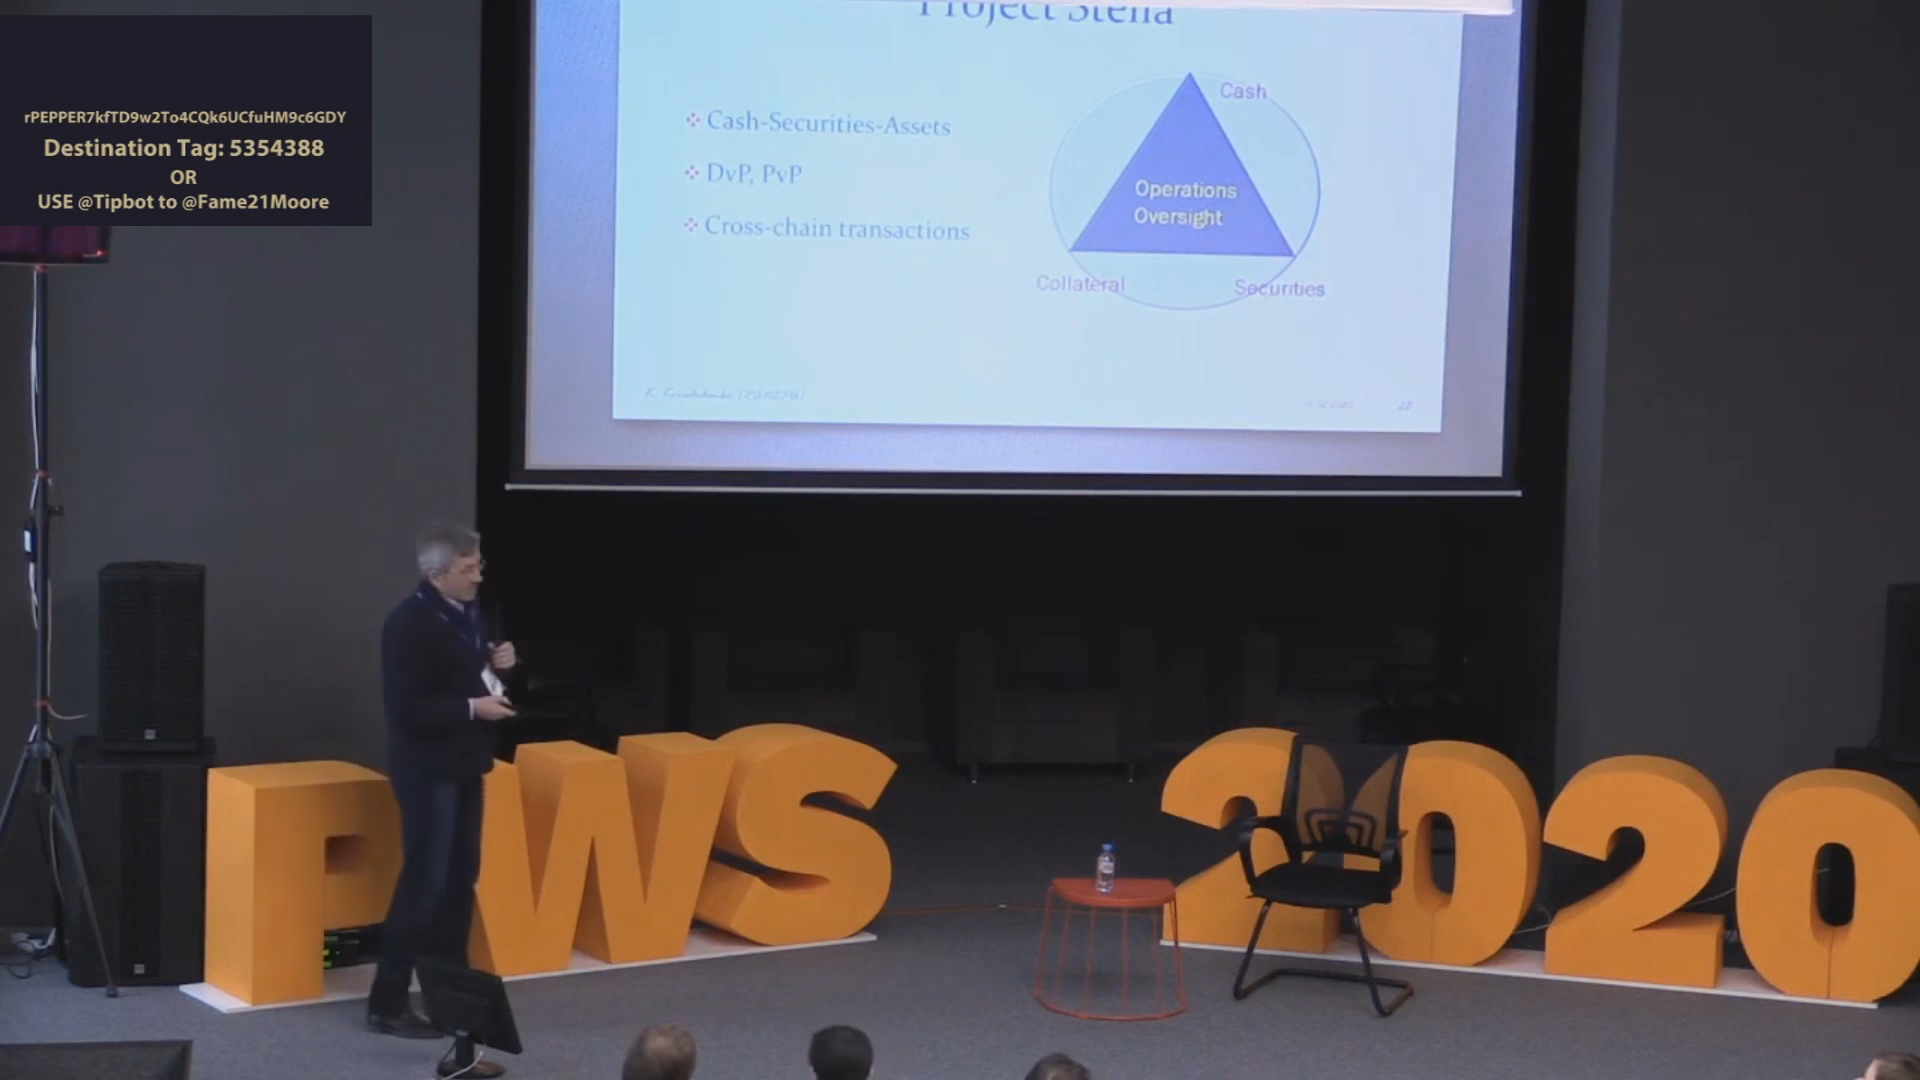 rPEPPER7kfTD9w2To4CQk6UCfuHM9c6GDY
Destination Tag: 5354388
OR
USE @Tipbot to @Fame21Moore
Project Stella
Cash-Securities-Assets
DvP, PvP
Cross-chain transactions
Cash
Operations
Oversight
Collateral
Securities
PWS 2020